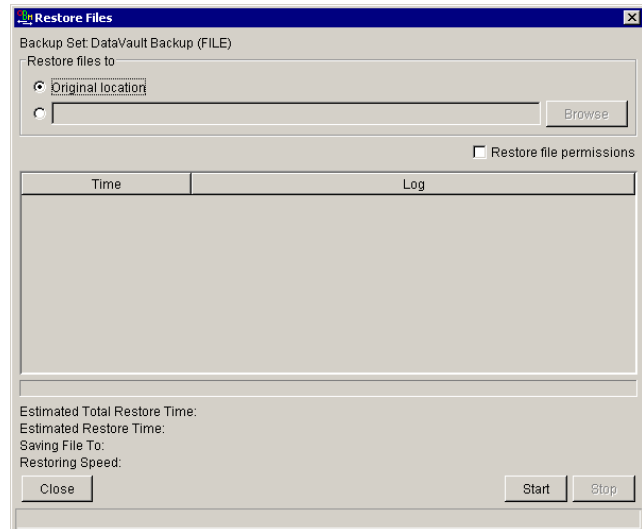 Restore Files
Backup Set: DataVault Backup (FILE)
Restore files to
Original location
Browse
Restore file permissions
Time Log
Estimated Total Restore Time:
Estimated Restore Time:
Saving File To:
Restoring Speed:
Close Start Stop